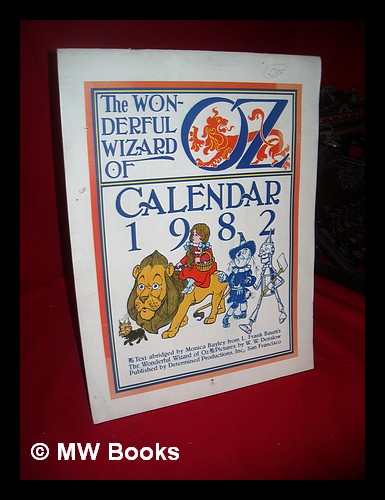 The WON-
DERFUL
WIZARD
OF OZ
CALENDAR
1982
Text abridged by Monica Bayley from L. Frank Baum's
The Wonderful Wizard of Oz Pictures by W. W. Denslow
Published by Determined Productions, Inc., San Francisco
© MW Books